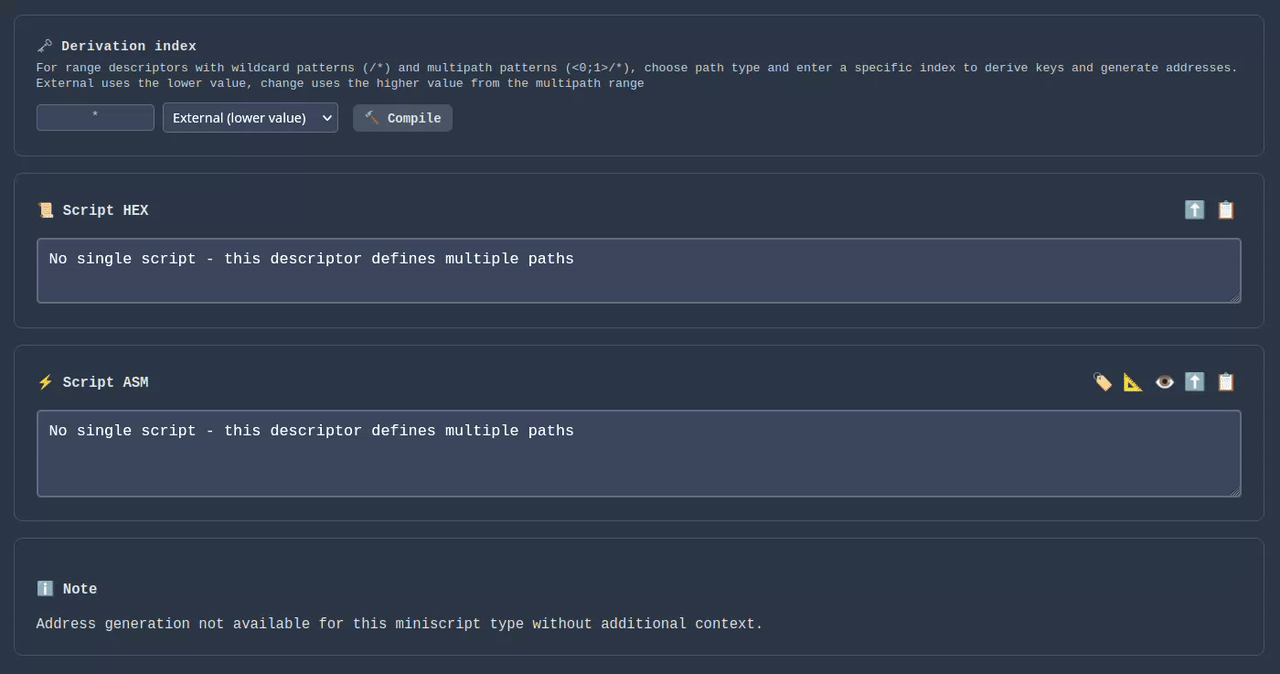 Derivation index
For range descriptors with wildcard patterns (/*) and multipath patterns (<0;1>/*), choose path type and enter a specific index to derive keys and generate addresses.
External uses the lower value, change uses the higher value from the multipath range
* External (lower value) Compile
Script HEX
No single script - this descriptor defines multiple paths
Script ASM
No single script - this descriptor defines multiple paths
Note
Address generation not available for this miniscript type without additional context.